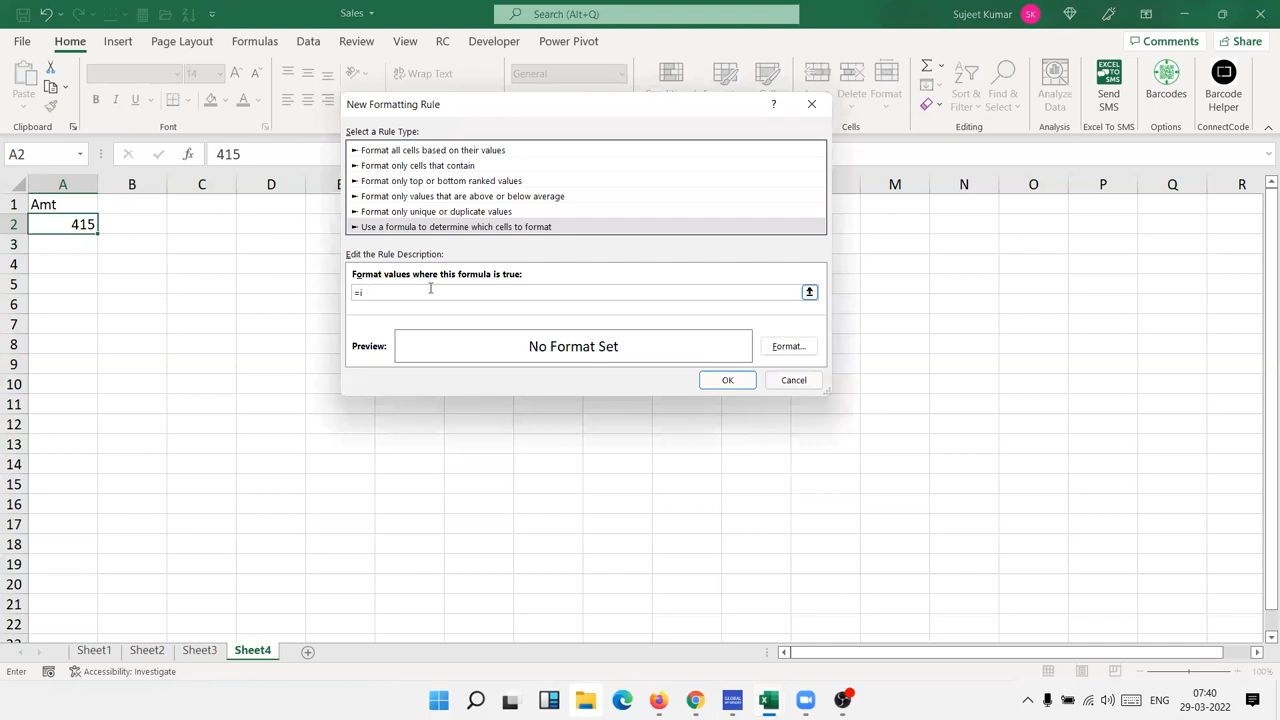 Sales
Search (Alt+Q)
Sujeet Kumar
SK
File
Home
Insert
Page Layout
Formulas
Data
Review
View
RC
Developer
Power Pivot
Comments
Share
Paste
14
Wrap Text
General
Delete
Format
Sort &
Filter
Find &
Select
Analyze
Data
Send
SMS
Barcodes
Barcode
Helper
Clipboard
Font
Cells
Editing
Analysis
Excel To SMS
Options
ConnectCode
A2
415
New Formatting Rule
Select a Rule Type:
► Format all cells based on their values
► Format only cells that contain
► Format only top or bottom ranked values
► Format only values that are above or below average
► Format only unique or duplicate values
► Use a formula to determine which cells to format
Edit the Rule Description:
Format values where this formula is true:
=i
Preview:
No Format Set
Format...
OK
Cancel
A B C D M N O P Q R
1 Amt
2 415
3
4
5
6
7
8
9
10
11
12
13
14
15
16
17
18
19
20
21
22
Sheet1
Sheet2
Sheet3
Sheet4
Enter
Accessibility: Investigate
100%
ENG
07:40
29-03-2022